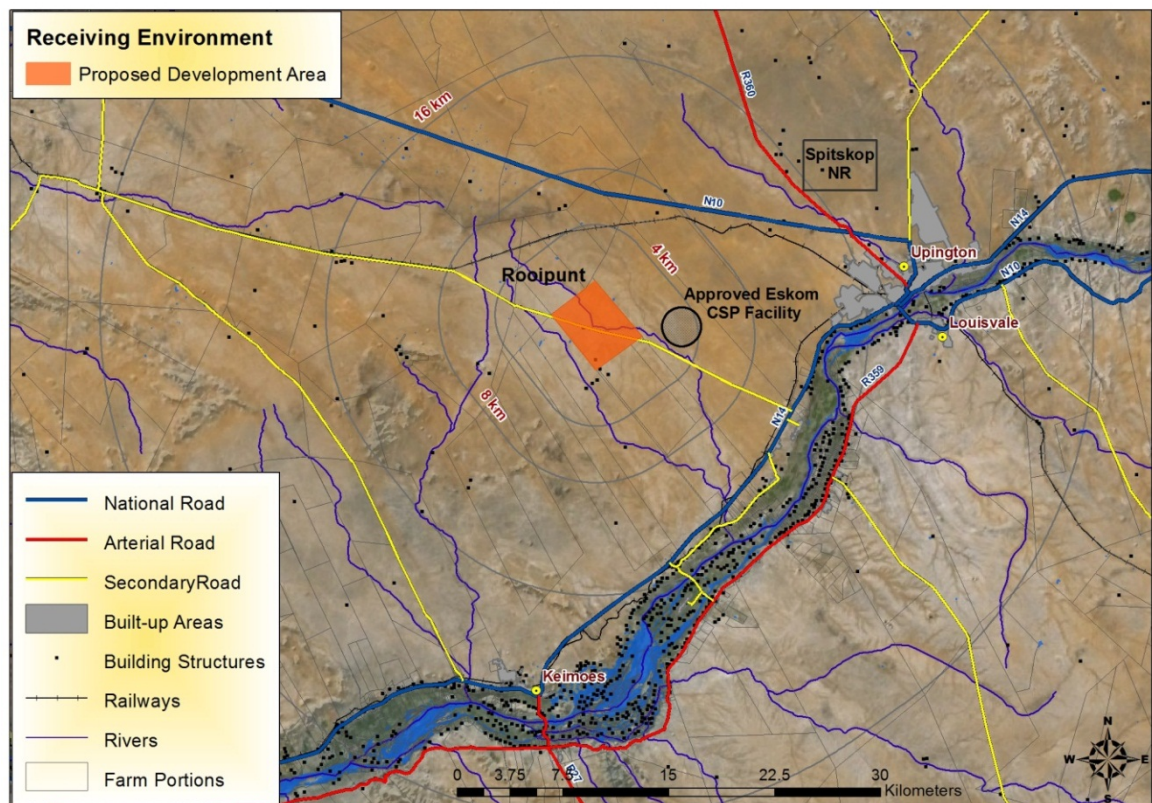 Receiving Environment
Proposed Development Area
16 km
R360
Spitskop
NR
N10
N14
Upington
N10
4 km
Rooipunt
Approved Eskom
CSP Facility
Louisvale
R359
8 km
N14
National Road
Arterial Road
SecondaryRoad
Built-up Areas
Building Structures
Railways
Rivers
Farm Portions
Keimoes
R27
N
W E
S
0 3.75 7.5 15 22.5 30
Kilometers